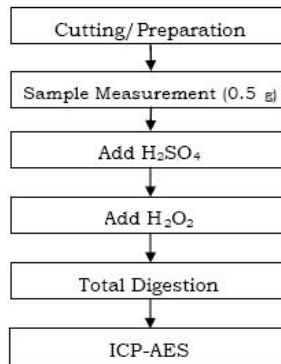 Cutting/Preparation
Sample Measurement (0.5 g)
Add H₂SO₄
Add H₂O₂
Total Digestion
ICP-AES